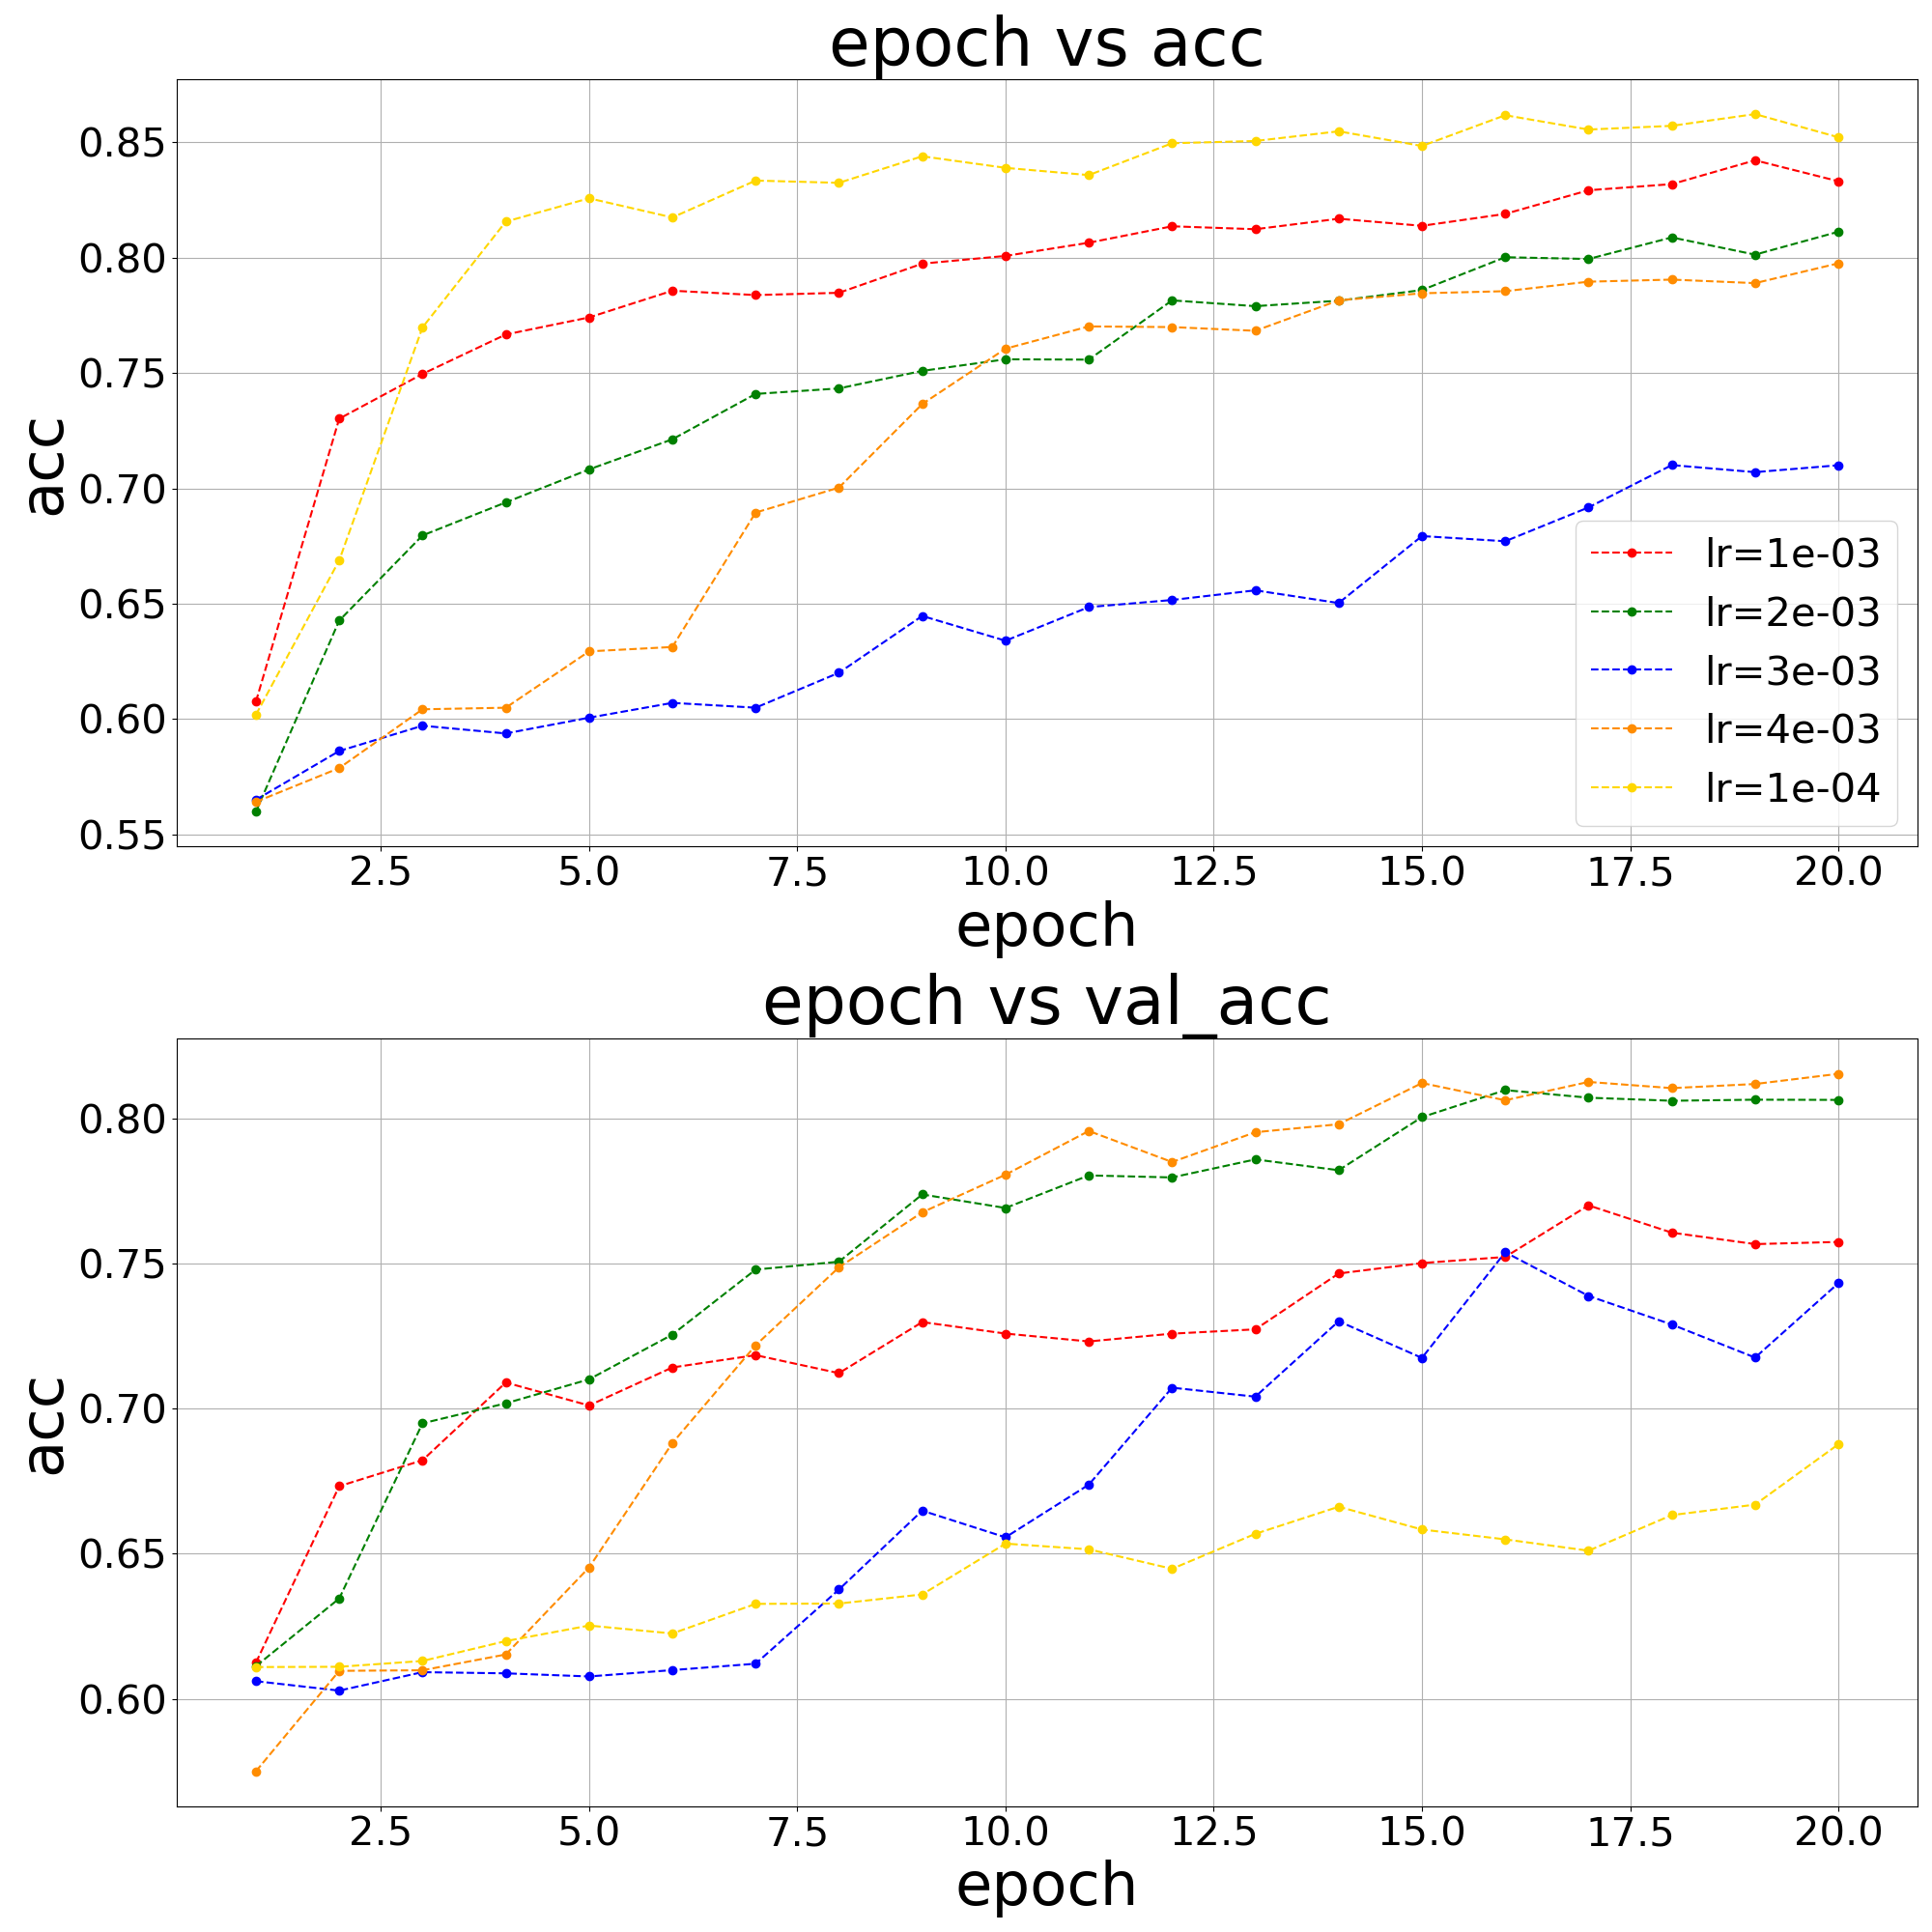 epoch vs acc
acc
0.85
0.80
0.75
0.70
0.65
0.60
0.55
lr=1e-03
lr=2e-03
lr=3e-03
lr=4e-03
lr=1e-04
2.5 5.0 7.5 10.0 12.5 15.0 17.5 20.0
epoch
epoch vs val_acc
acc
0.80
0.75
0.70
0.65
0.60
2.5 5.0 7.5 10.0 12.5 15.0 17.5 20.0
epoch